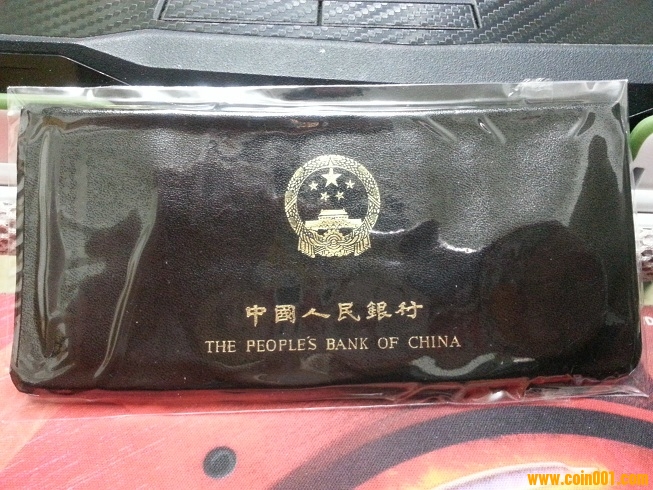 中國人民銀行
THE PEOPLE'S BANK OF CHINA
www.coin001.com